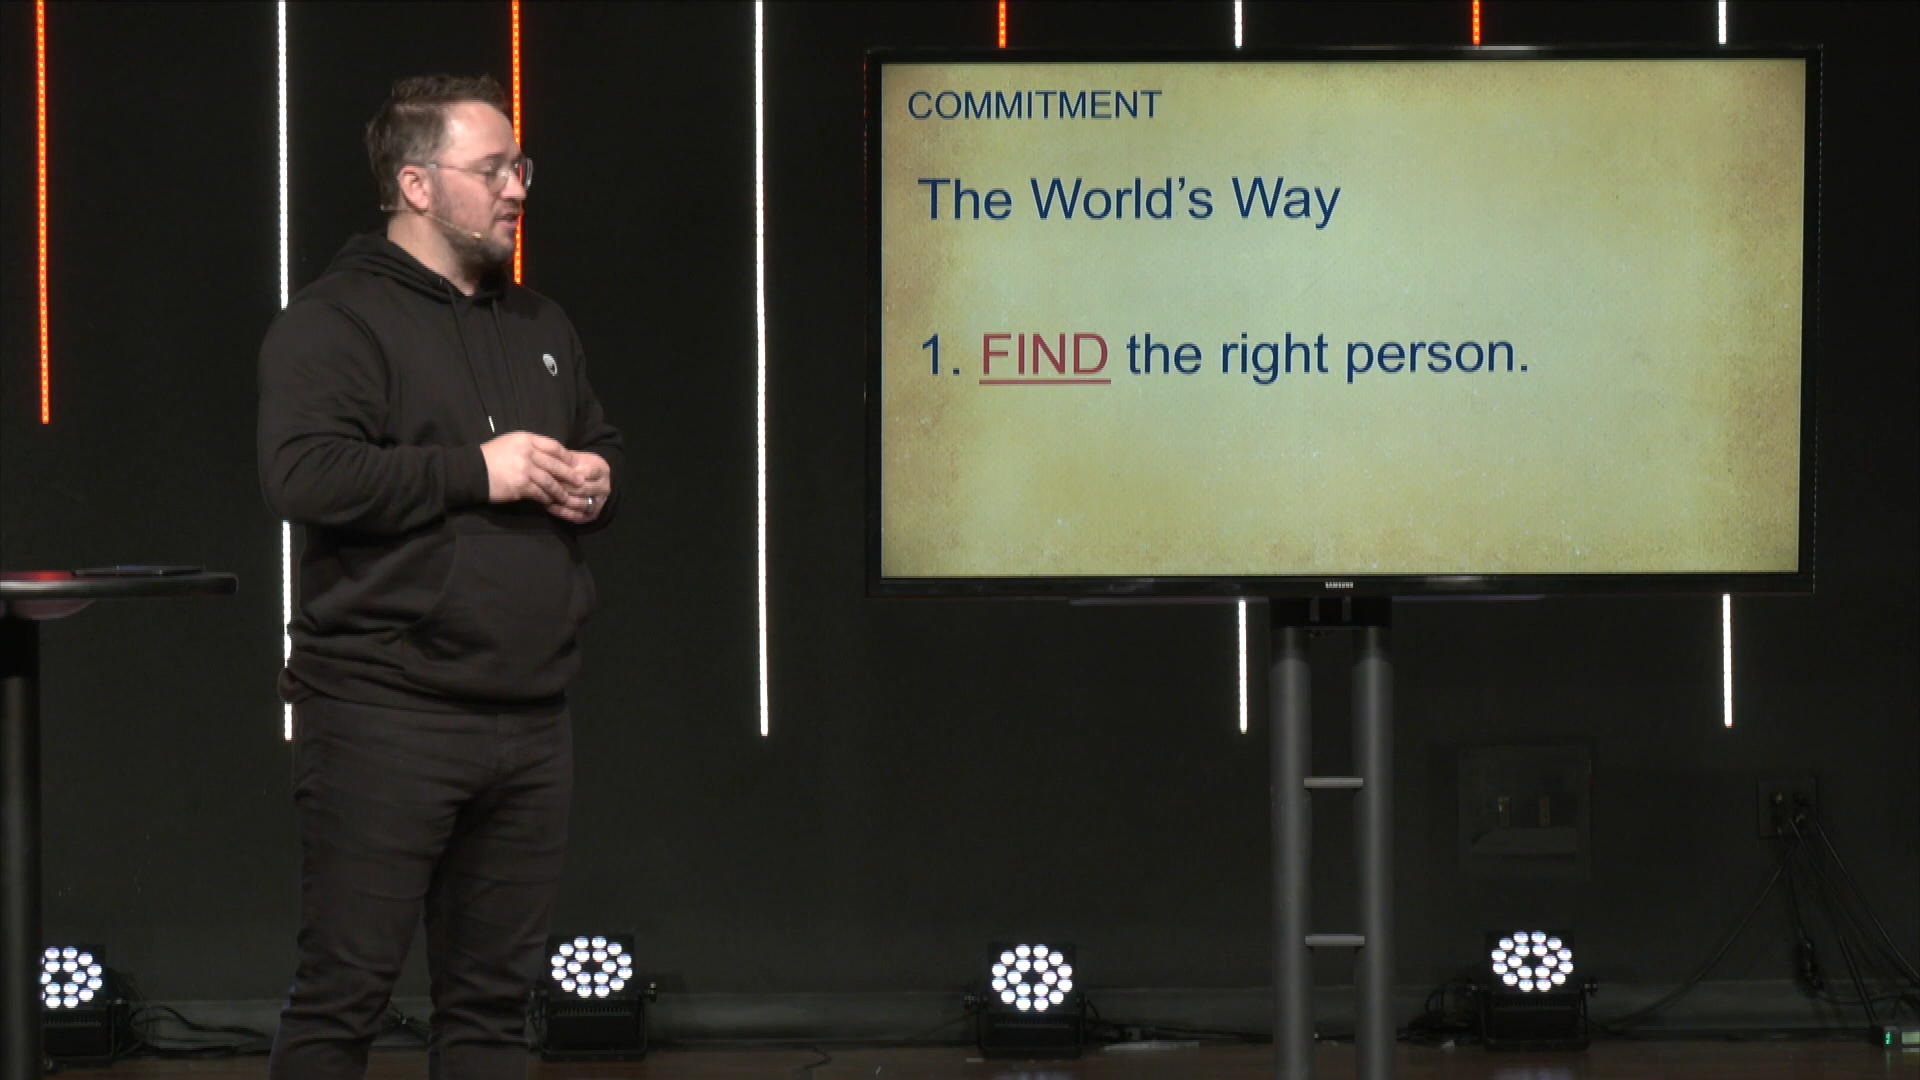 COMMITMENT
The World's Way
1. FIND the right person.
SAMSUNG